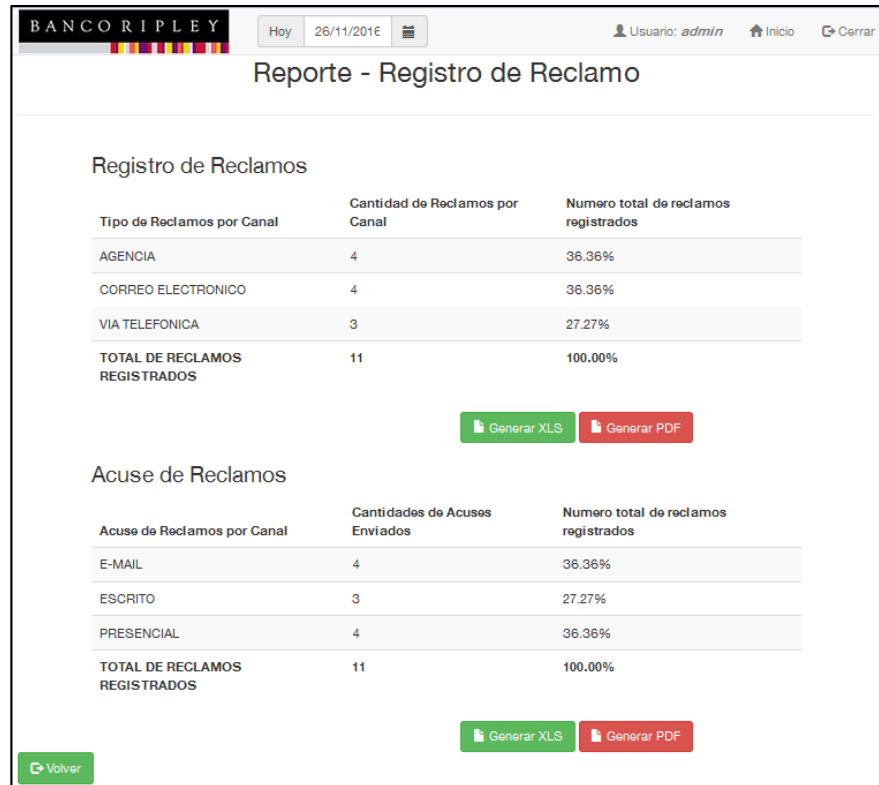 BANCO RIPLEY
Hoy 26/11/2016 Usuario: admin Inicio Cerrar
Reporte - Registro de Reclamo
Registro de Reclamos
Tipo de Reclamos por Canal Cantidad de Reclamos por Canal Numero total de reclamos registrados
AGENCIA 4 36.36%
CORREO ELECTRONICO 4 36.36%
VIA TELEFONICA 3 27.27%
TOTAL DE RECLAMOS REGISTRADOS 11 100.00%
Generar XLS Generar PDF
Acuse de Reclamos
Acuse de Reclamos por Canal Cantidades de Acuses Enviados Numero total de reclamos registrados
E-MAIL 4 36.36%
ESCRITO 3 27.27%
PRESENCIAL 4 36.36%
TOTAL DE RECLAMOS REGISTRADOS 11 100.00%
Generar XLS Generar PDF
Volver